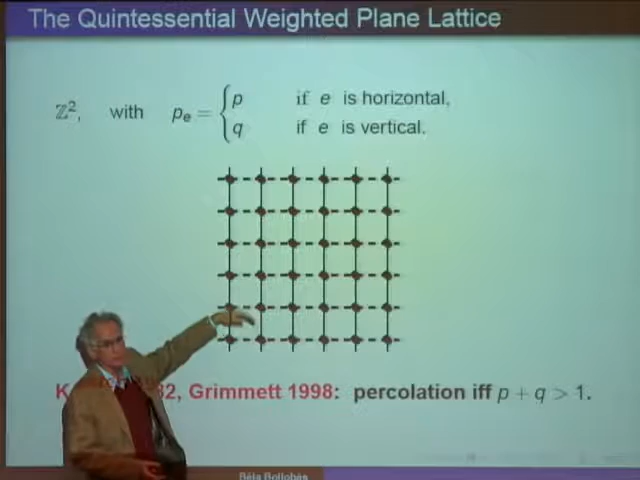 The Quintessential Weighted Plane Lattice
ℤ², with pₑ = { p if e is horizontal,
q if e is vertical.
K 82, Grimmett 1998: percolation iff p + q > 1.
Béla Bollobás